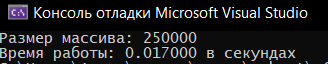 Консоль отладки Microsoft Visual Studio
Размер массива: 250000
Время работы: 0.017000 в секундах